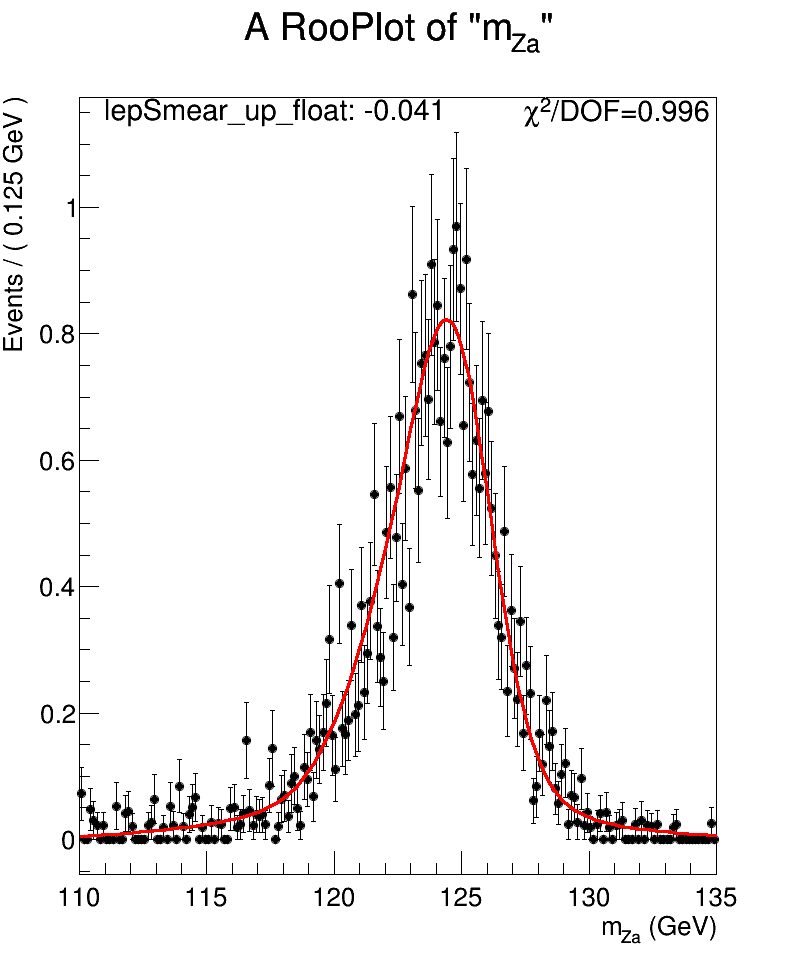 A RooPlot of "m_Za"
lepSmear_up_float: -0.041
χ²/DOF=0.996
Events / ( 0.125 GeV )
1
0.8
0.6
0.4
0.2
0
110 115 120 125 130 135
m_Za (GeV)